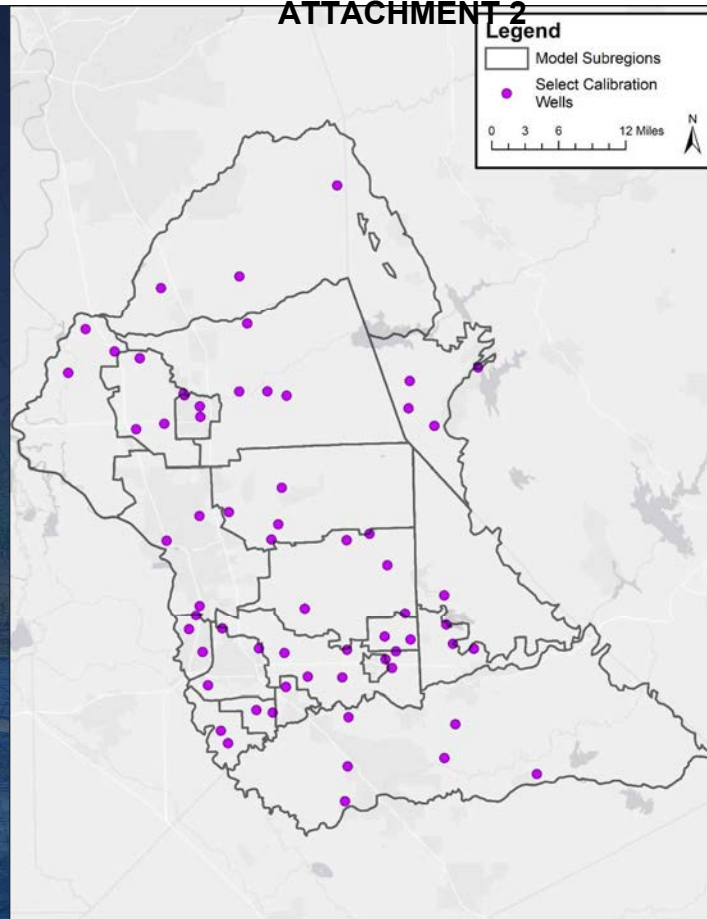 ATTACHMENT 2
Legend
Model Subregions
Select Calibration
Wells
0 3 6 12 Miles
N